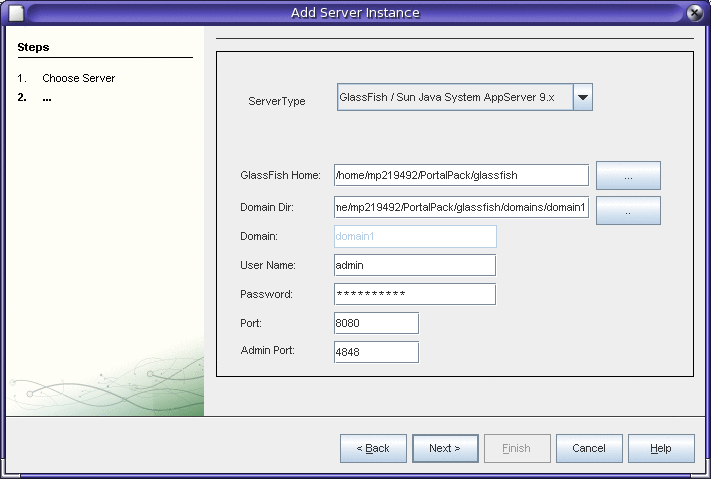 Add Server Instance
Steps
1. Choose Server
2. ...
ServerType
GlassFish / Sun Java System AppServer 9.x
GlassFish Home: /home/mp219492/PortalPack/glassfish ...
Domain Dir: me/mp219492/PortalPack/glassfish/domains/domain1 ..
Domain: domain1
User Name: admin
Password: **********
Port: 8080
Admin Port: 4848
< Back Next > Finish Cancel Help